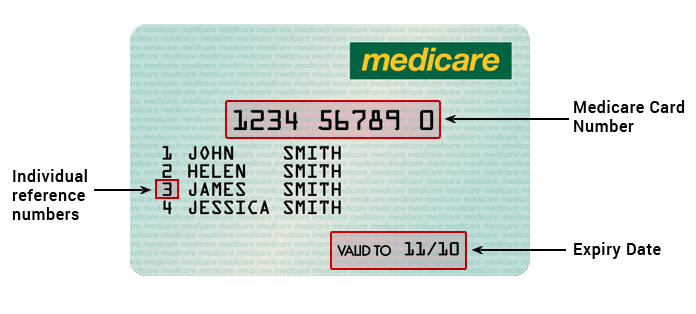 medicare
1234 56789 0
Medicare Card
Number
1 JOHN SMITH
2 HELEN SMITH
3 JAMES SMITH
4 JESSICA SMITH
Individual
reference
numbers
VALID TO 11/10
Expiry Date